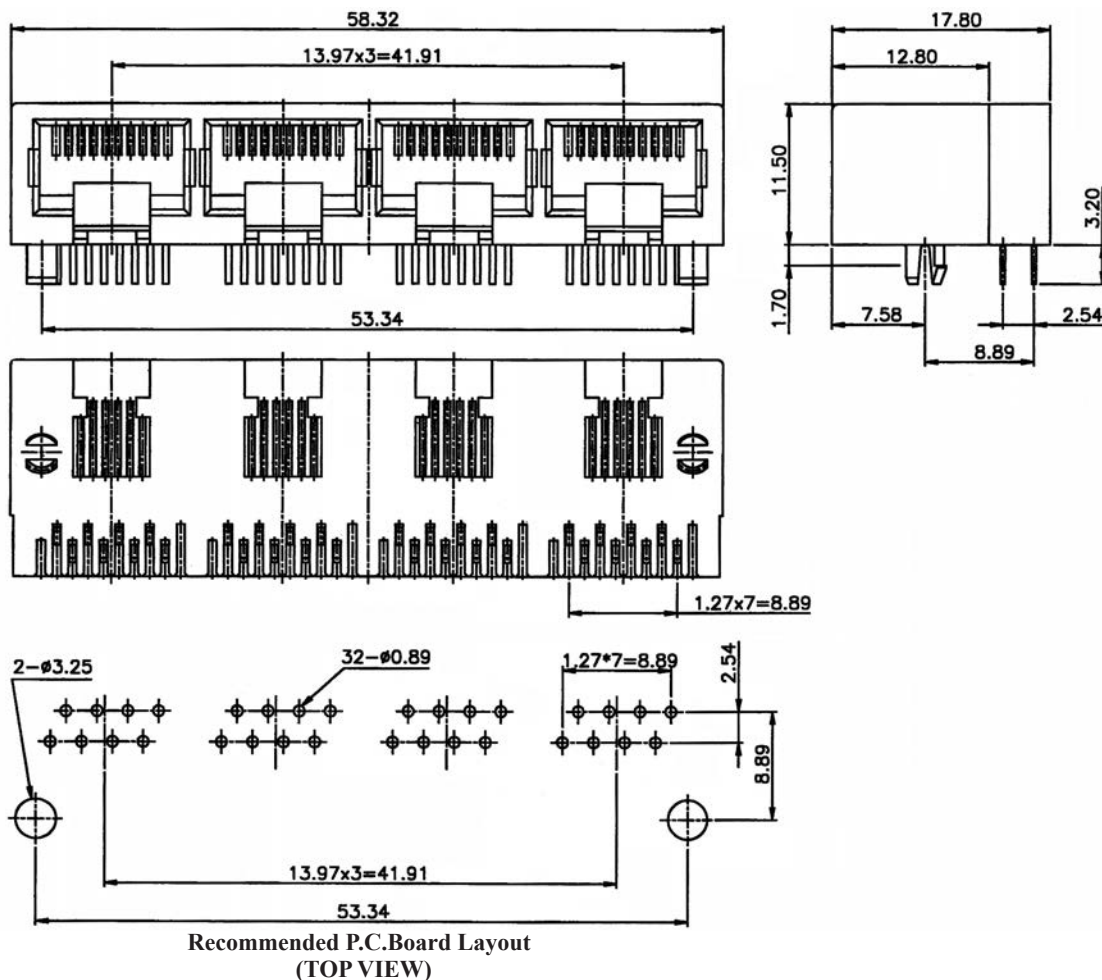 58.32
13.97x3=41.91
53.34
17.80
12.80
11.50
3.20
1.70
7.58
2.54
8.89
1.27x7=8.89
2-ø3.25
32-ø0.89
1.27*7=8.89
2.54
8.89
13.97x3=41.91
53.34
Recommended P.C.Board Layout
(TOP VIEW)